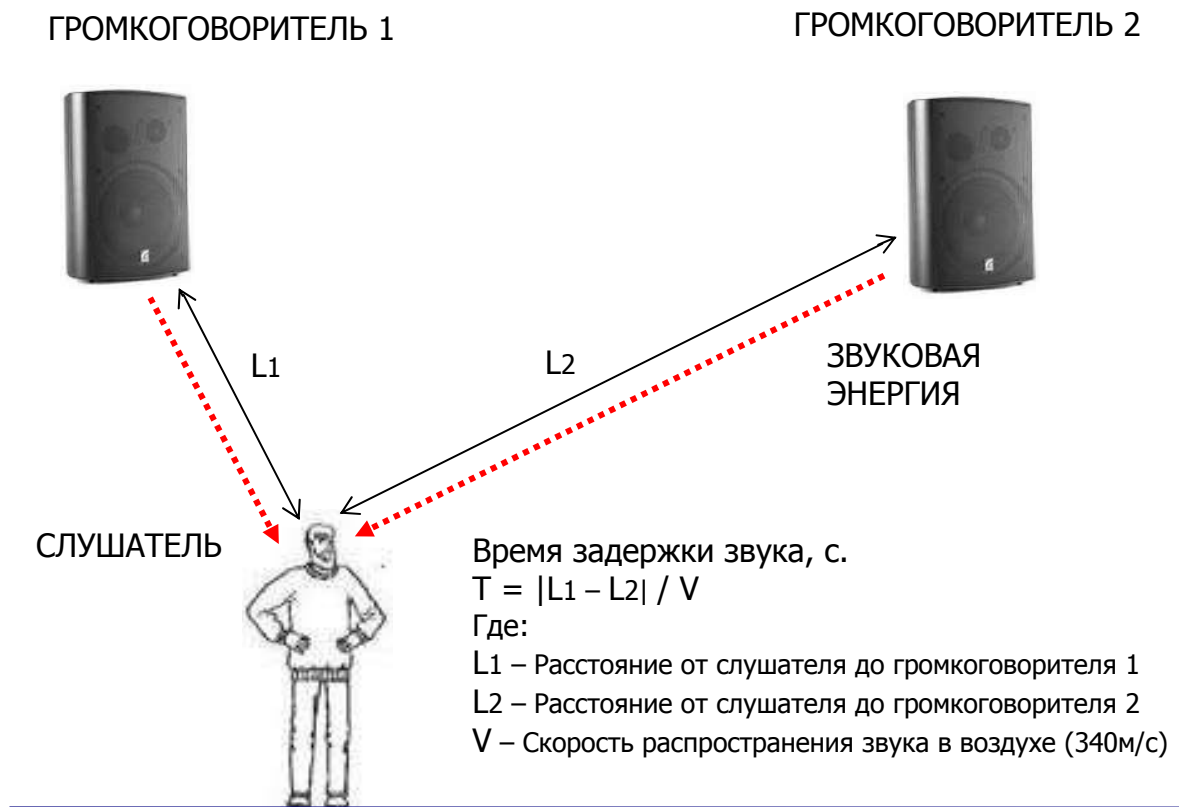 ГРОМКОГОВОРИТЕЛЬ 1
ГРОМКОГОВОРИТЕЛЬ 2
L1
L2
ЗВУКОВАЯ
ЭНЕРГИЯ
СЛУШАТЕЛЬ
Время задержки звука, с.
T = |L1 – L2| / V
Где:
L1 – Расстояние от слушателя до громкоговорителя 1
L2 – Расстояние от слушателя до громкоговорителя 2
V – Скорость распространения звука в воздухе (340м/с)